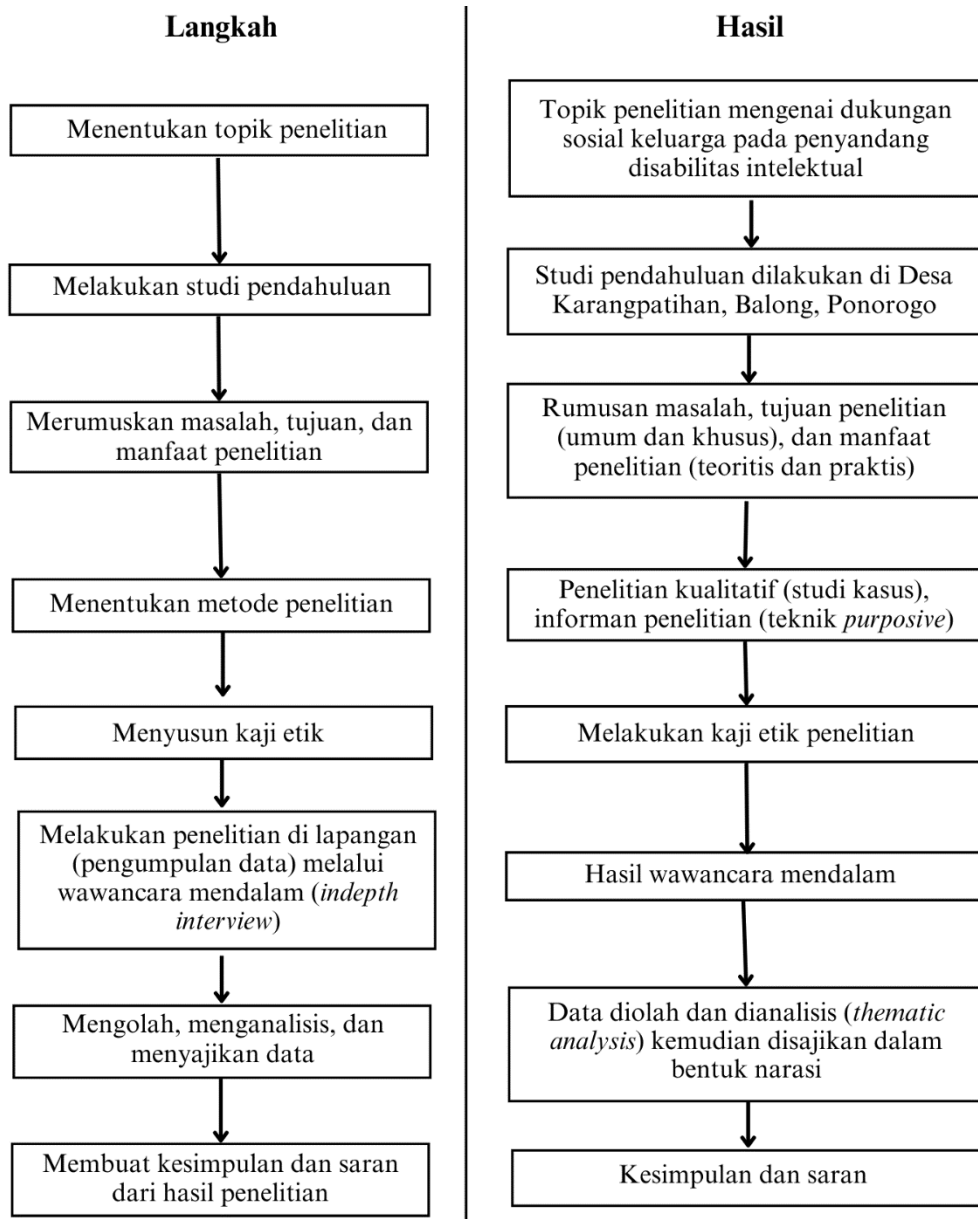 Langkah
Menentukan topik penelitian
Melakukan studi pendahuluan
Merumuskan masalah, tujuan, dan
manfaat penelitian
Menentukan metode penelitian
Menyusun kaji etik
Melakukan penelitian di lapangan
(pengumpulan data) melalui
wawancara mendalam (indepth
interview)
Mengolah, menganalisis, dan
menyajikan data
Membuat kesimpulan dan saran
dari hasil penelitian
Hasil
Topik penelitian mengenai dukungan
sosial keluarga pada penyandang
disabilitas intelektual
Studi pendahuluan dilakukan di Desa
Karangpatihan, Balong, Ponorogo
Rumusan masalah, tujuan penelitian
(umum dan khusus), dan manfaat
penelitian (teoritis dan praktis)
Penelitian kualitatif (studi kasus),
informan penelitian (teknik purposive)
Melakukan kaji etik penelitian
Hasil wawancara mendalam
Data diolah dan dianalisis (thematic
analysis) kemudian disajikan dalam
bentuk narasi
Kesimpulan dan saran